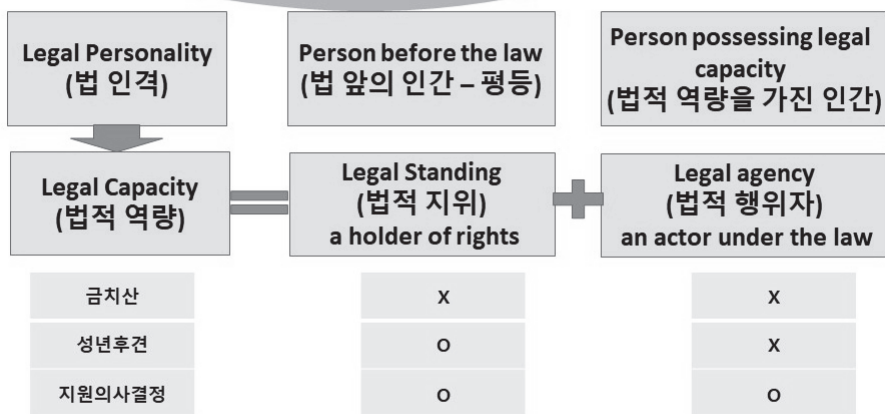 Legal Personality
(법 인격)
Person before the law
(법 앞의 인간 – 평등)
Person possessing legal
capacity
(법적 역량을 가진 인간)
Legal Capacity
(법적 역량)
Legal Standing
(법적 지위)
a holder of rights
Legal agency
(법적 행위자)
an actor under the law
금치산 X X
성년후견 O X
지원의사결정 O O